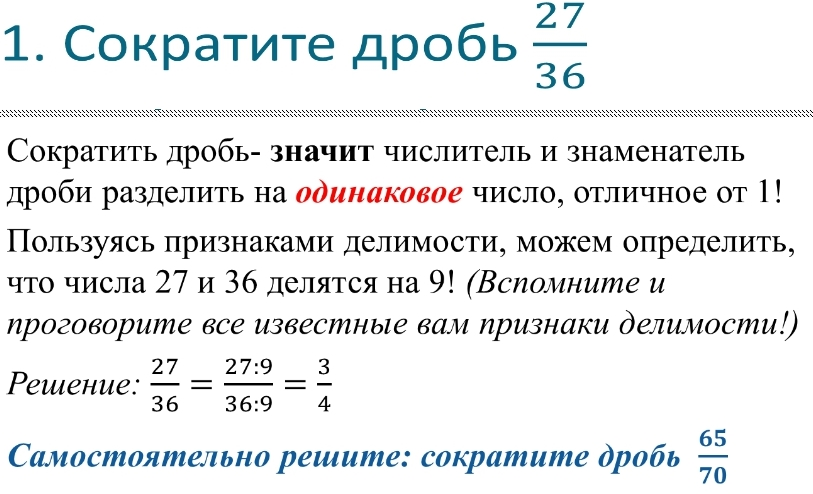 1. Сократите дробь 27/36
Сократить дробь- значит числитель и знаменатель
дроби разделить на одинаковое число, отличное от 1!
Пользуясь признаками делимости, можем определить,
что числа 27 и 36 делятся на 9! (Вспомните и
проговорите все известные вам признаки делимости!)
Решение: 27/36 = 27:9/36:9 = 3/4
Самостоятельно решите: сократите дробь 65/70